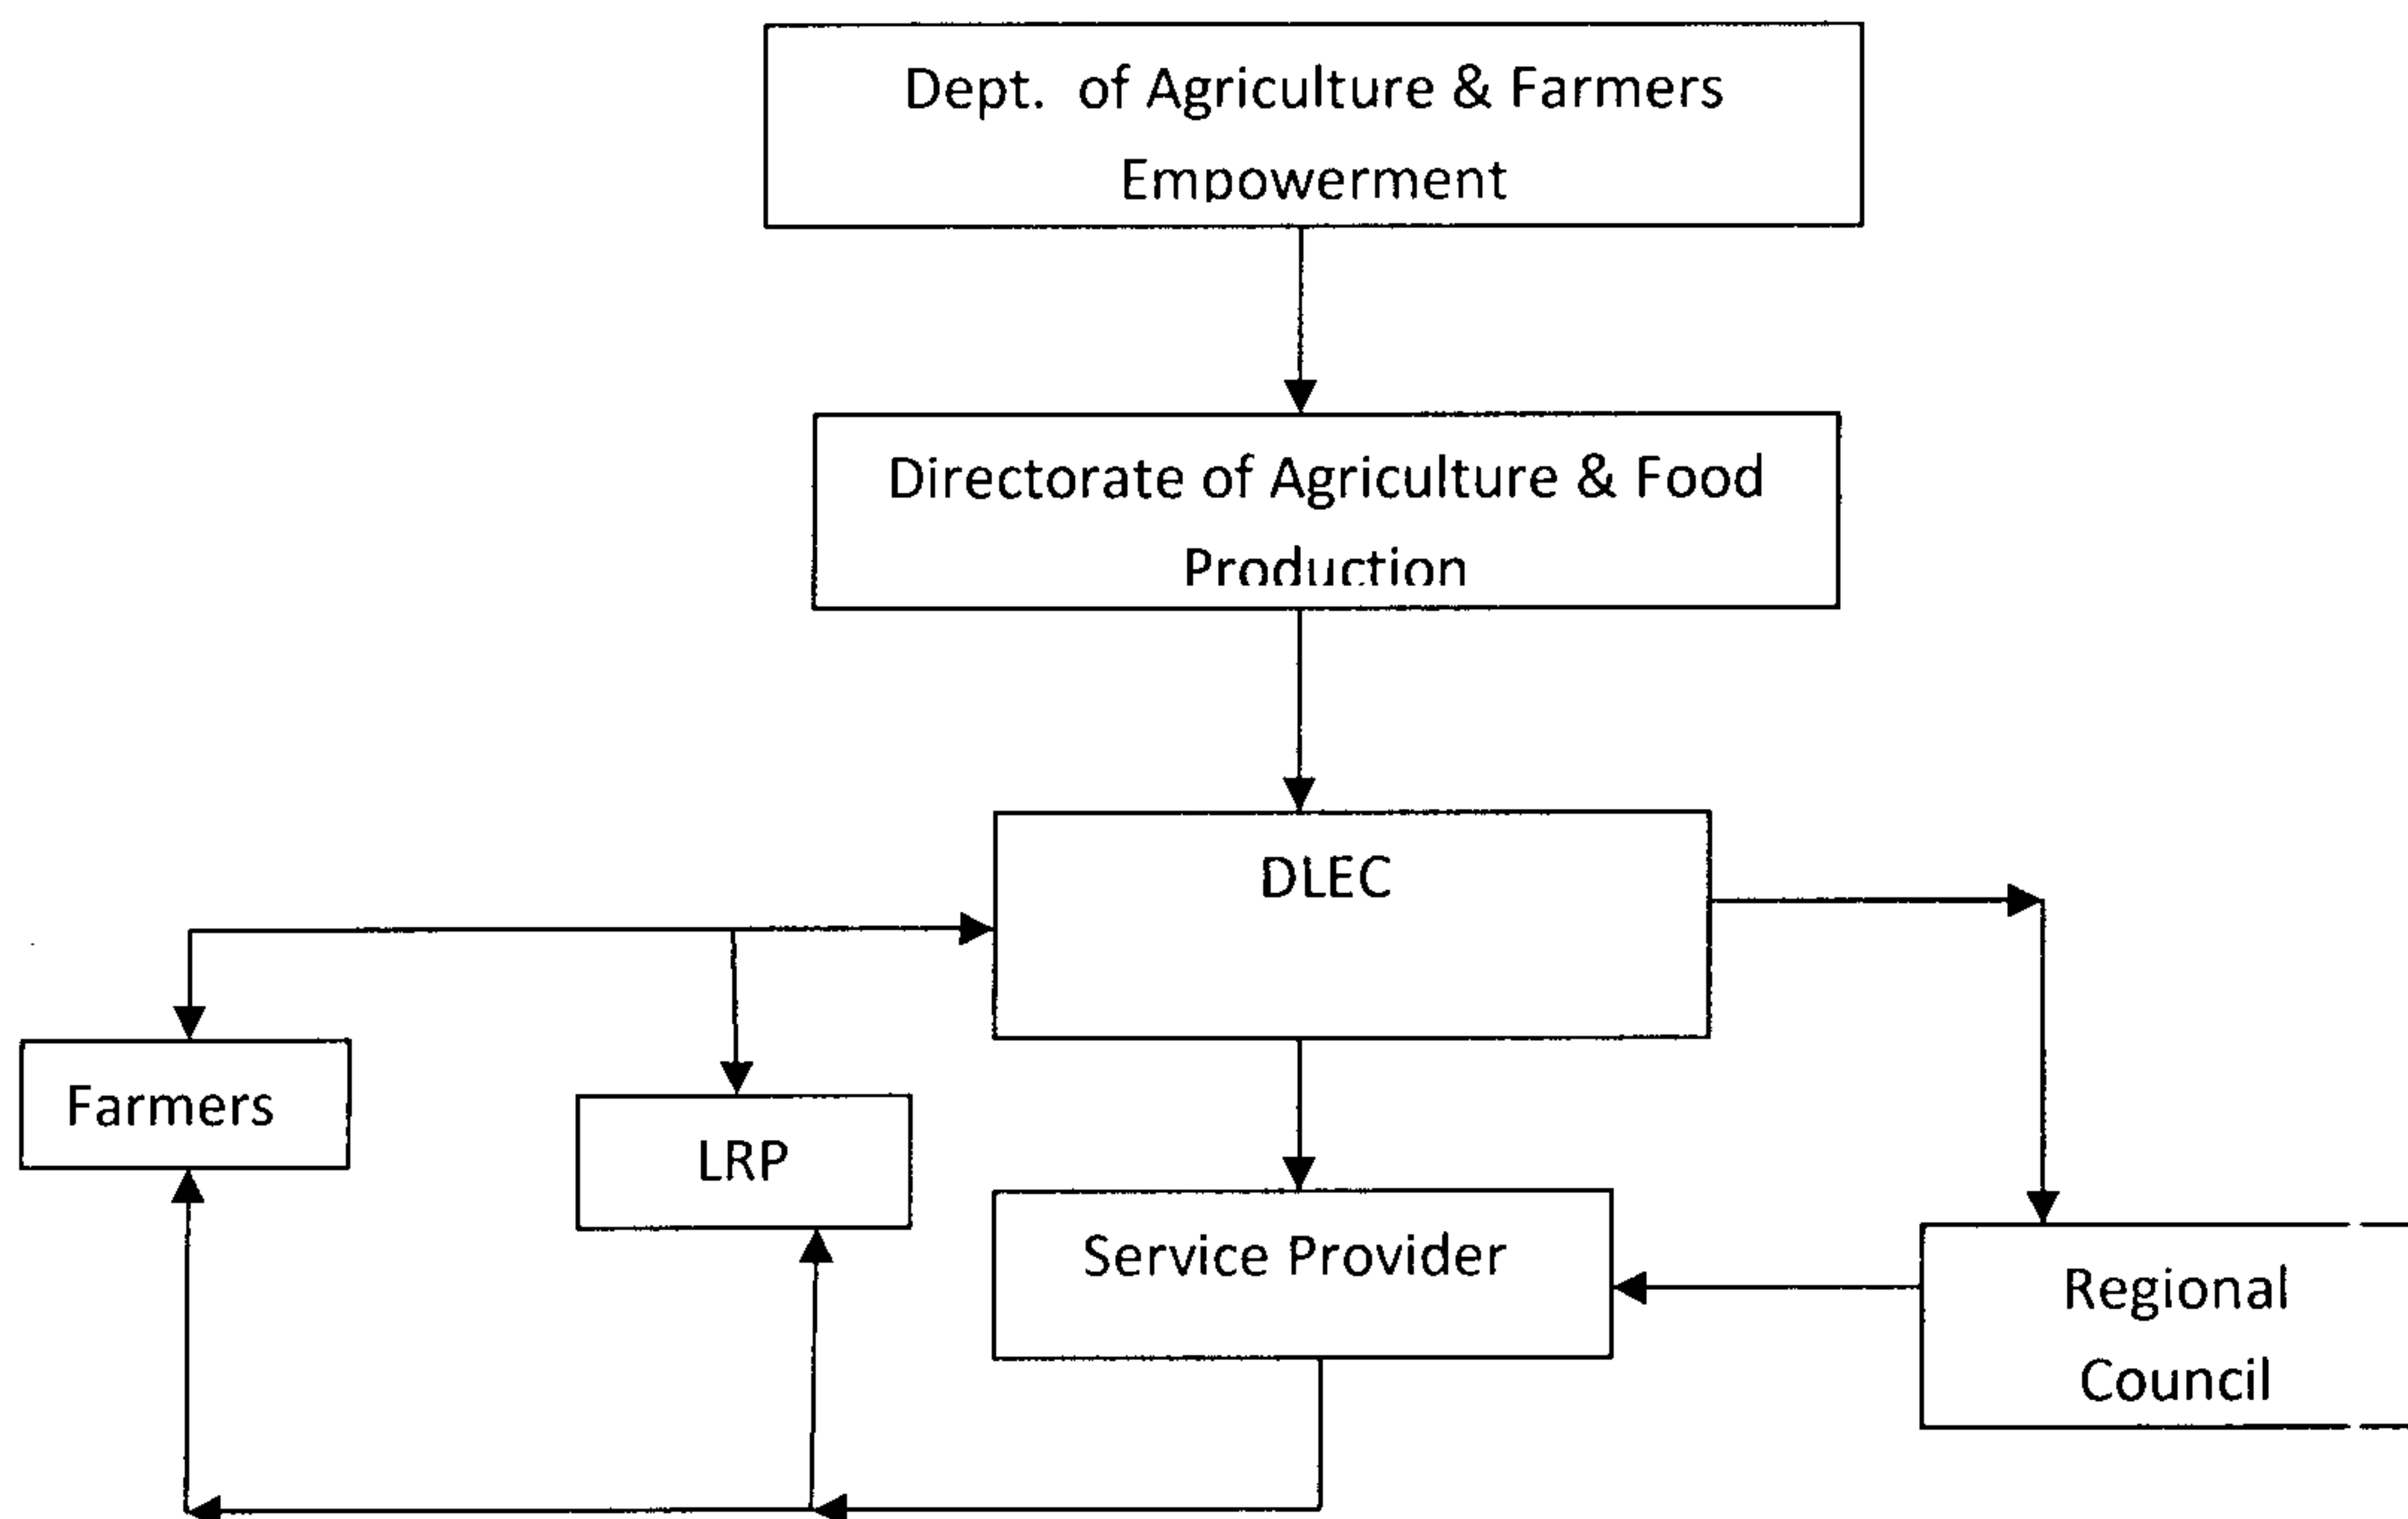 Dept. of Agriculture & Farmers
Empowerment
Directorate of Agriculture & Food
Production
DLEC
Farmers
LRP
Service Provider
Regional
Council